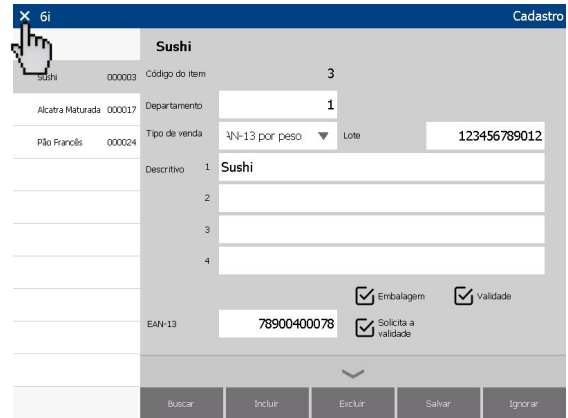 6i Cadastro
Sushi
Sushi 000003
Código do item 3
Alcatra Maturada 000017
Departamento 1
Pão Francês 000024
Tipo de venda AN-13 por peso Lote 123456789012
Descritivo 1 Sushi
2
3
4
Embalagem Validade
EAN-13 78900400078 Solicita a
validade
Buscar Incluir Excluir Salvar Ignorar